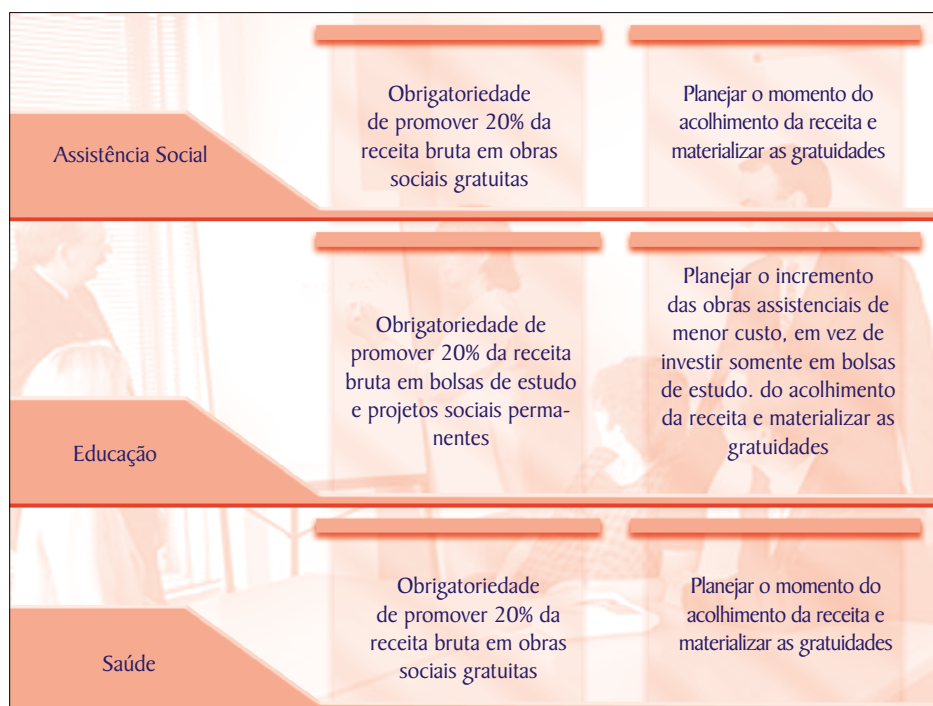 Assistência Social
Obrigatoriedade
de promover 20% da
receita bruta em obras
sociais gratuitas
Planejar o momento do
acolhimento da receita e
materializar as gratuidades
Educação
Obrigatoriedade de
promover 20% da receita
bruta em bolsas de estudo
e projetos sociais perma-
nentes
Planejar o incremento
das obras assistenciais de
menor custo, em vez de
investir somente em bolsas
de estudo. do acolhimento
da receita e materializar as
gratuidades
Saúde
Obrigatoriedade
de promover 20% da
receita bruta em obras
sociais gratuitas
Planejar o momento do
acolhimento da receita e
materializar as gratuidades